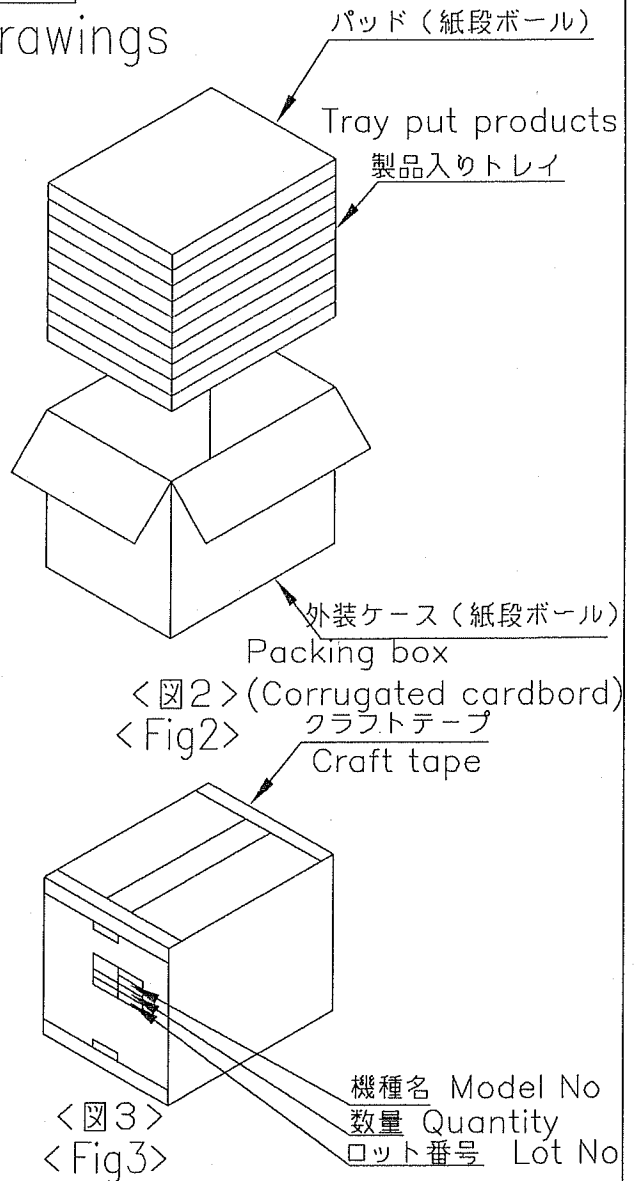 rawings
パッド（紙段ボール）
Tray put products
製品入りトレイ
外装ケース（紙段ボール）
Packing box
<図2>(Corrugated cardbord)
<Fig2>
クラフトテープ
Craft tape
機種名 Model No
数量 Quantity
ロット番号 Lot No
<図3>
<Fig3>